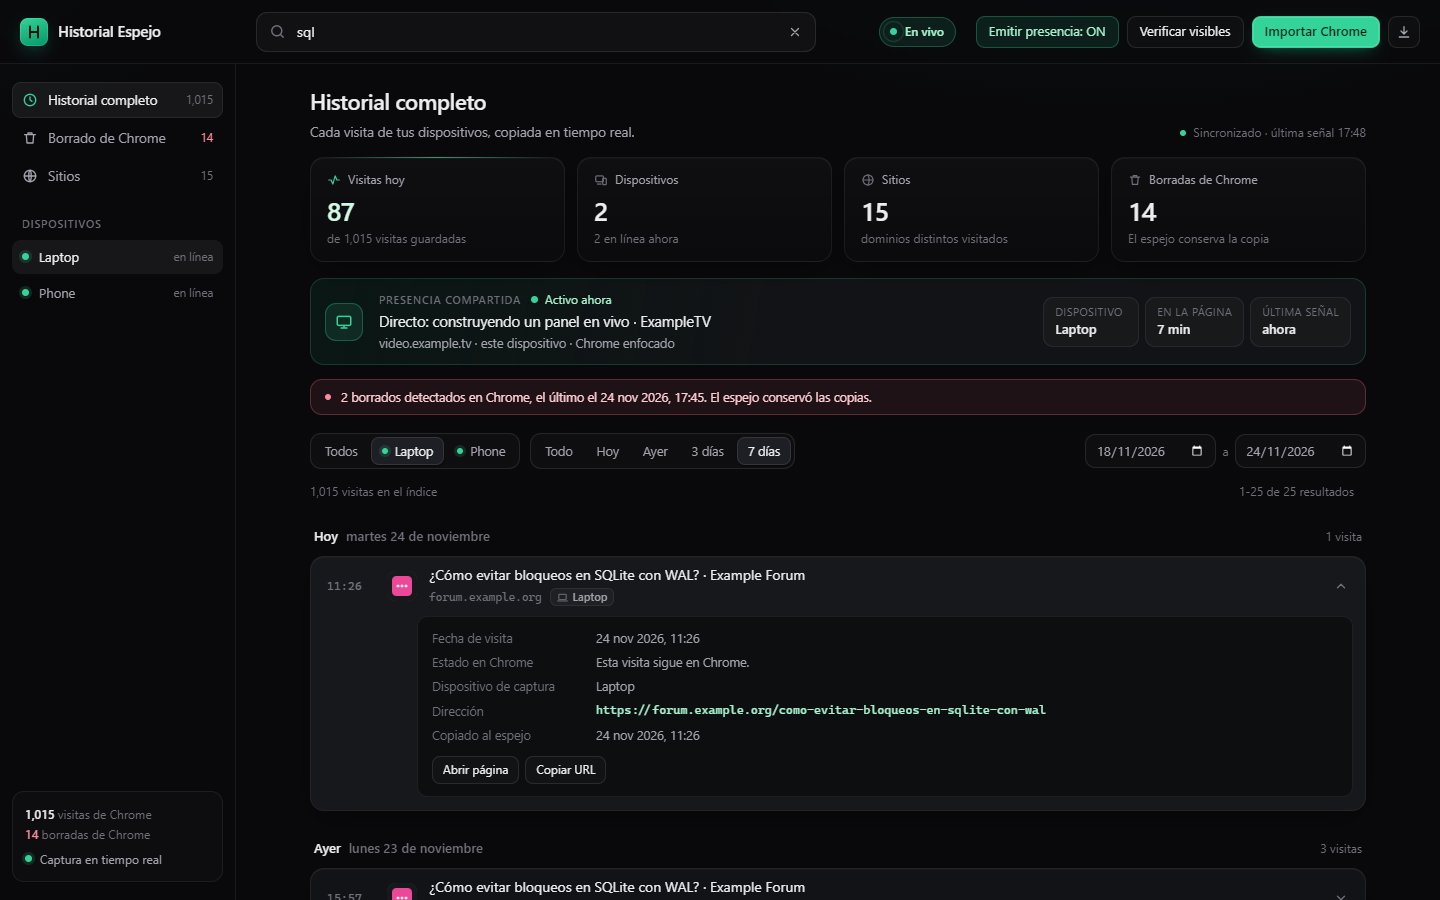 H Historial Espejo
sql
En vivo
Emitir presencia: ON
Verificar visibles
Importar Chrome
Historial completo 1,015
Borrado de Chrome 14
Sitios 15
DISPOSITIVOS
Laptop en línea
Phone en línea
1,015 visitas de Chrome
14 borradas de Chrome
Captura en tiempo real
Historial completo
Cada visita de tus dispositivos, copiada en tiempo real.
Sincronizado · última señal 17:48
Visitas hoy
87
de 1,015 visitas guardadas
Dispositivos
2
2 en línea ahora
Sitios
15
dominios distintos visitados
Borradas de Chrome
14
El espejo conserva la copia
PRESENCIA COMPARTIDA Activo ahora
Directo: construyendo un panel en vivo · ExampleTV
video.example.tv · este dispositivo · Chrome enfocado
DISPOSITIVO
Laptop
EN LA PÁGINA
7 min
ÚLTIMA SEÑAL
ahora
2 borrados detectados en Chrome, el último el 24 nov 2026, 17:45. El espejo conservó las copias.
Todos Laptop Phone
Todo Hoy Ayer 3 días 7 días
18/11/2026 a 24/11/2026
1,015 visitas en el índice
1-25 de 25 resultados
Hoy martes 24 de noviembre
1 visita
11:26
¿Cómo evitar bloqueos en SQLite con WAL? · Example Forum
forum.example.org Laptop
Fecha de visita 24 nov 2026, 11:26
Estado en Chrome Esta visita sigue en Chrome.
Dispositivo de captura Laptop
Dirección https://forum.example.org/como-evitar-bloqueos-en-sqlite-con-wal
Copiado al espejo 24 nov 2026, 11:26
Abrir página Copiar URL
Ayer lunes 23 de noviembre
3 visitas
15:57
¿Cómo evitar bloqueos en SQLite con WAL? · Example Forum